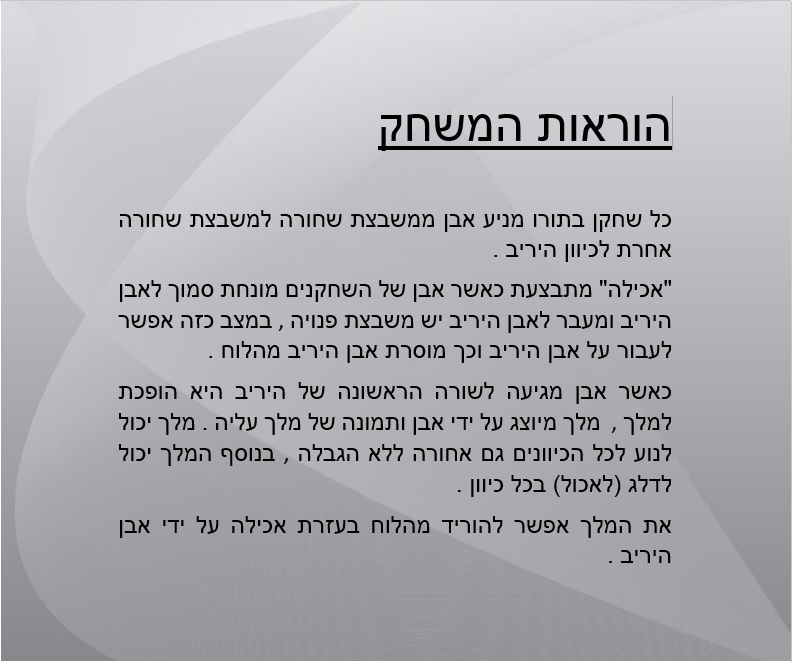 הוראות המשחק
כל שחקן בתורו מניע אבן ממשבצת שחורה למשבצת שחורה
אחרת לכיוון היריב .
"אכילה" מתבצעת כאשר אבן של השחקנים מונחת סמוך לאבן
היריב ומעבר לאבן היריב יש משבצת פנויה , במצב כזה אפשר
לעבור על אבן היריב וכך מוסרת אבן היריב מהלוח .
כאשר אבן מגיעה לשורה הראשונה של היריב היא הופכת
למלך , מלך מיוצג על ידי אבן ותמונה של מלך עליה . מלך יכול
לנוע לכל הכיוונים גם אחורה ללא הגבלה , בנוסף המלך יכול
לדלג (לאכול) בכל כיוון .
את המלך אפשר להוריד מהלוח בעזרת אכילה על ידי אבן
היריב .